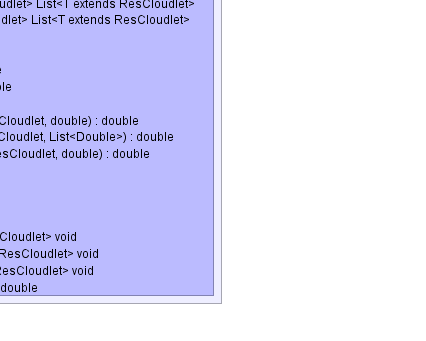 udlet> List<T extends ResCloudlet>
dlet> List<T extends ResCloudlet>
e
ble
Cloudlet, double) : double
Cloudlet, List<Double>) : double
esCloudlet, double) : double
Cloudlet> void
ResCloudlet> void
ResCloudlet> void
double